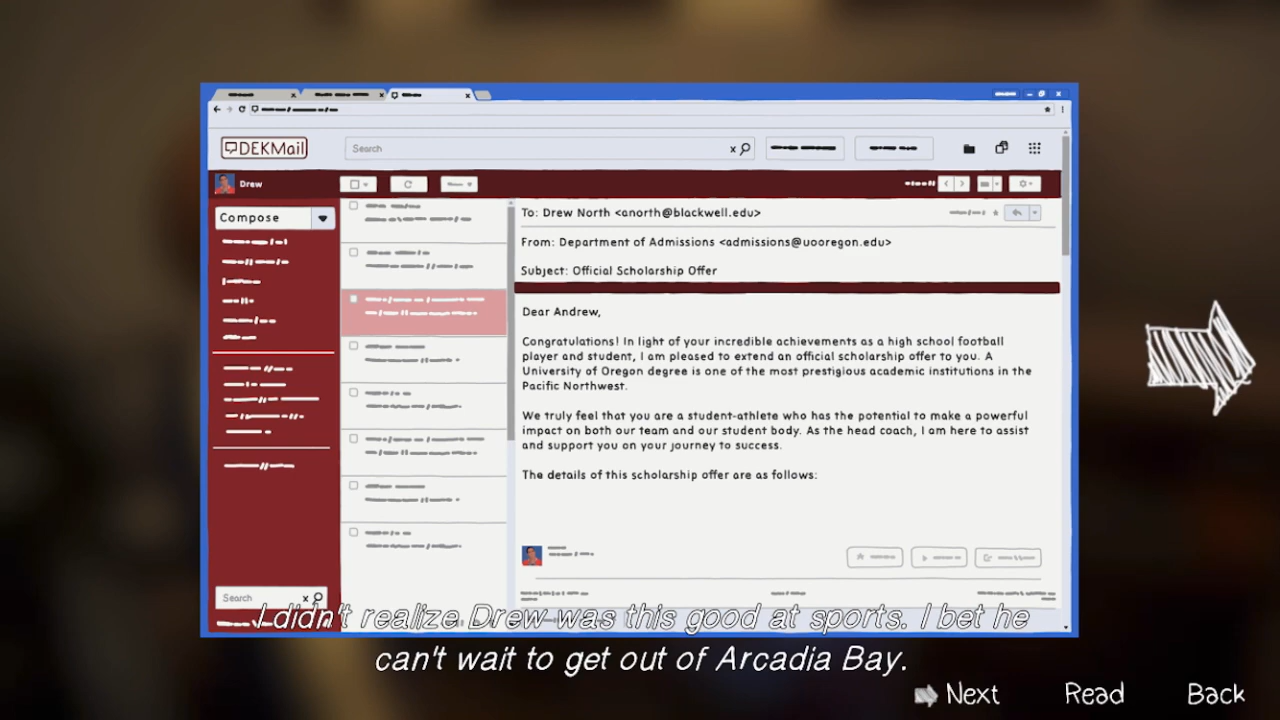 DEKMail
Search
x
Drew
Compose
To: Drew North <anorth@blackwell.edu>
From: Department of Admissions <admissions@uooregon.edu>
Subject: Official Scholarship Offer
Dear Andrew,
Congratulations! In light of your incredible achievements as a high school football
player and student, I am pleased to extend an official scholarship offer to you. A
University of Oregon degree is one of the most prestigious academic institutions in the
Pacific Northwest.
We truly feel that you are a student-athlete who has the potential to make a powerful
impact on both our team and our student body. As the head coach, I am here to assist
and support you on your journey to success.
The details of this scholarship offer are as follows:
Search
x
I didn't realize Drew was this good at sports. I bet he
can't wait to get out of Arcadia Bay.
Next Read Back